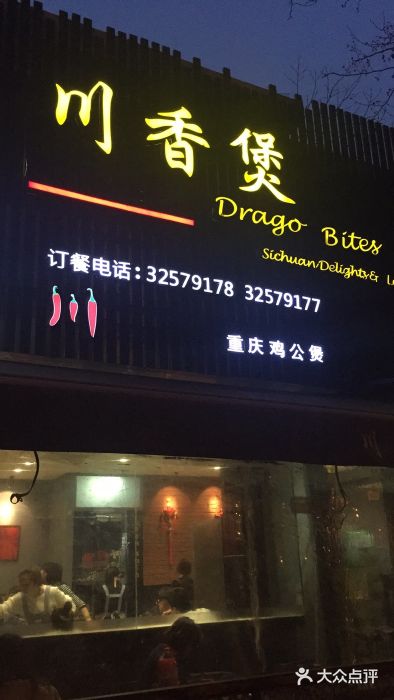 川香煲
Drago Bites
Sichuan Delights &
订餐电话:32579178 32579177
重庆鸡公煲
大众点评